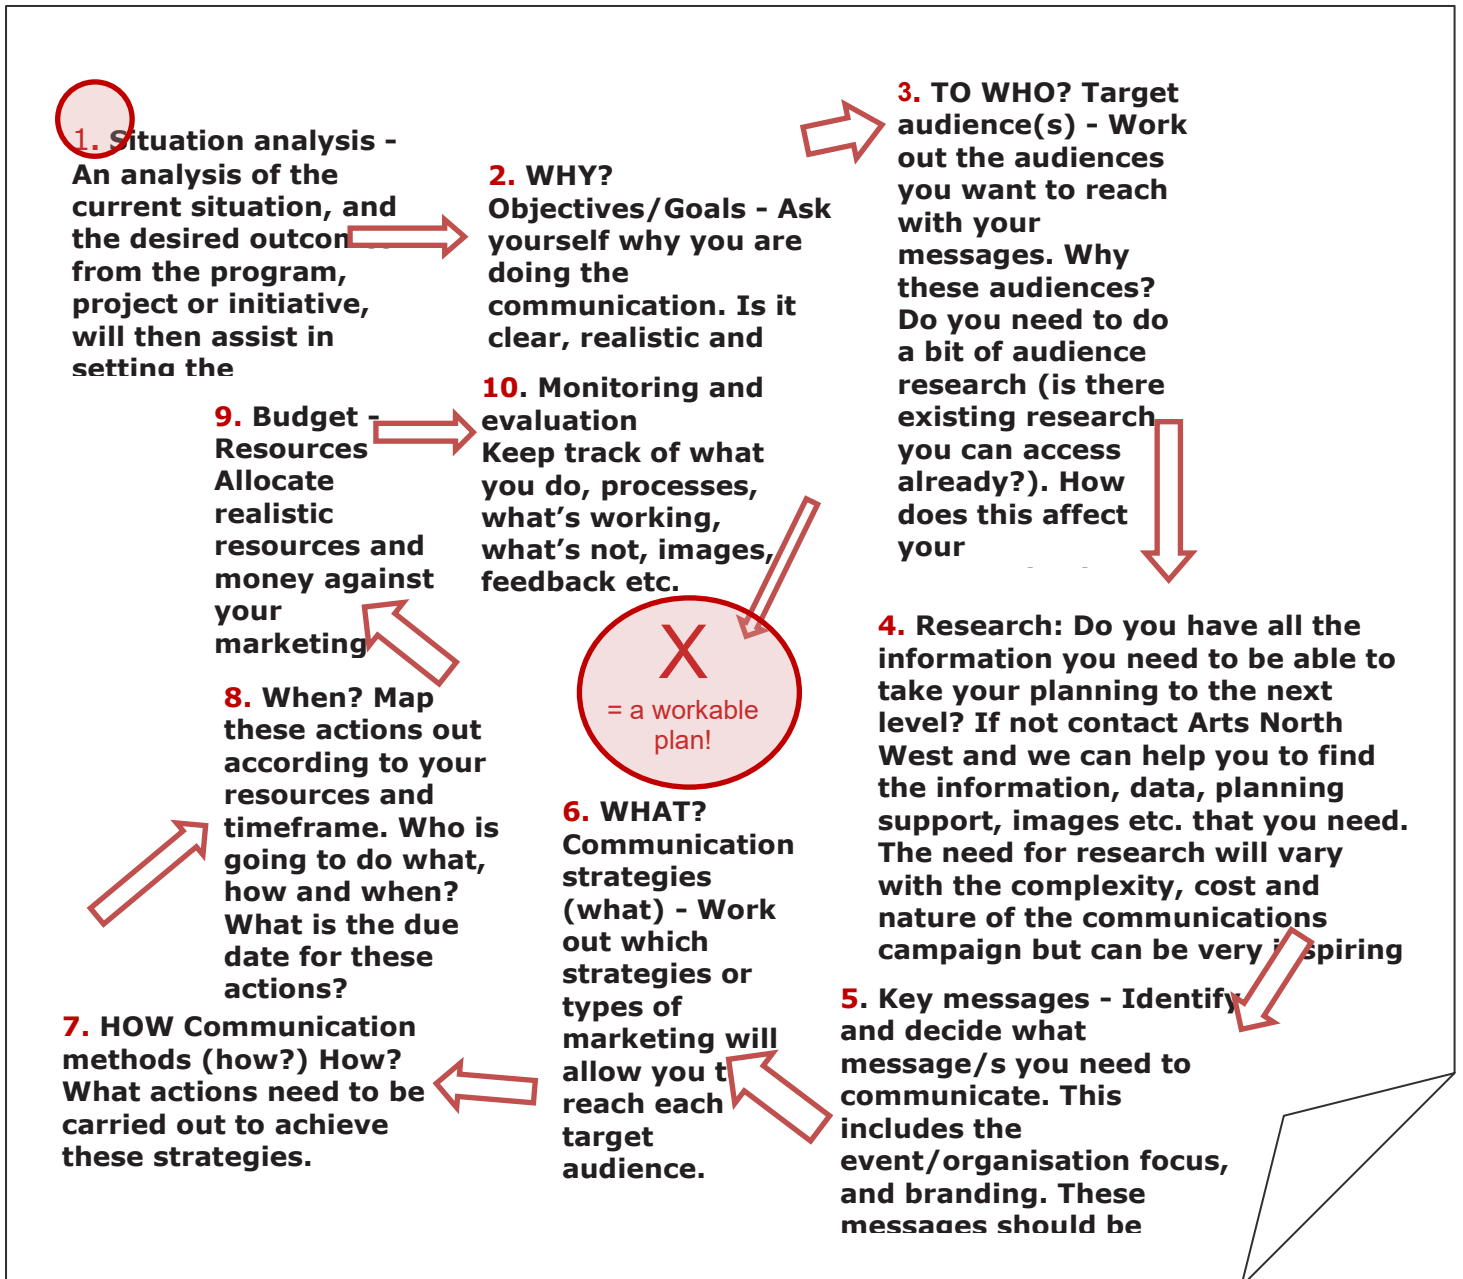 1. Situation analysis -
An analysis of the
current situation, and
the desired
from the program,
project or initiative,
will then assist in
setting the
2. WHY?
Objectives/Goals - Ask
yourself why you are
doing the
communication. Is it
clear, realistic and
3. TO WHO? Target
audience(s) - Work
out the audiences
you want to reach
with your
messages. Why
these audiences?
Do you need to do
a bit of audience
research (is there
existing research
you can access
already?). How
does this affect
your
4. Research: Do you have all the
information you need to be able to
take your planning to the next
level? If not contact Arts North
West and we can help you to find
the information, data, planning
support, images etc. that you need.
The need for research will vary
with the complexity, cost and
nature of the communications
campaign but can be very inspiring
5. Key messages - Identify
and decide what
message/s you need to
communicate. This
includes the
event/organisation focus,
and branding. These
messages should be
6. WHAT?
Communication
strategies
(what) - Work
out which
strategies or
types of
marketing will
allow you to
reach each
target
audience.
7. HOW Communication
methods (how?) How?
What actions need to be
carried out to achieve
these strategies.
8. When? Map
these actions out
according to your
resources and
timeframe. Who is
going to do what,
how and when?
What is the due
date for these
actions?
9. Budget -
Resources
Allocate
realistic
resources and
money against
your
marketing
10. Monitoring and
evaluation
Keep track of what
you do, processes,
what’s working,
what’s not, images,
feedback etc.
X
= a workable
plan!